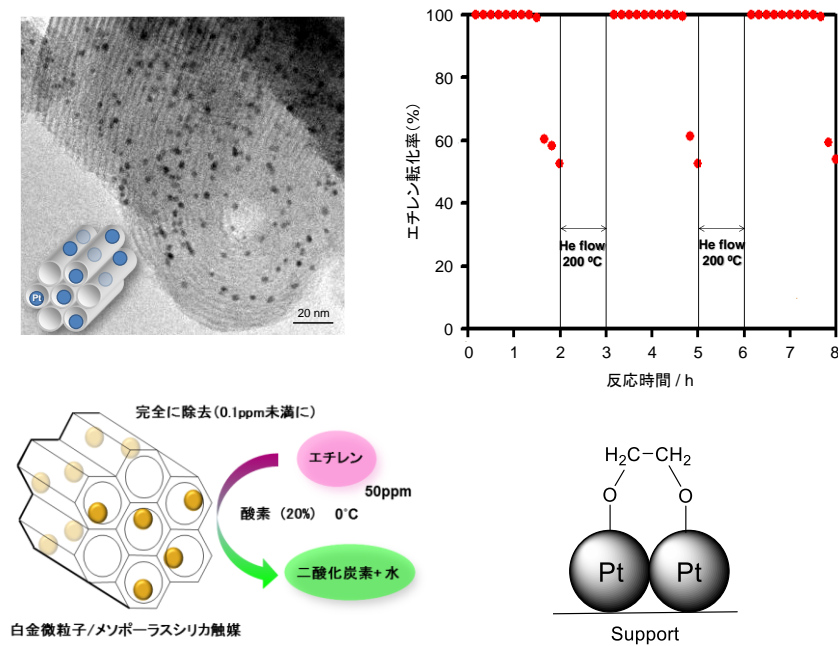 Pt
20 nm
エチレン転化率(%)
100
80
60
40
20
0
He flow
200 ºC
He flow
200 ºC
0
1
2
3
4
5
6
7
8
反応時間 / h
完全に除去(0.1ppm未満に)
エチレン
50ppm
酸素 (20%) 0˚C
二酸化炭素+ 水
白金微粒子/メソポーラスシリカ触媒
H2C-CH2
O
O
Pt
Pt
Support